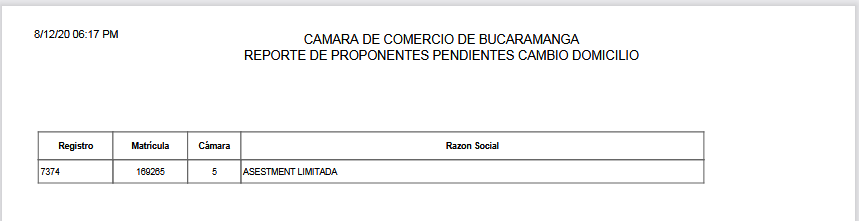 8/12/20 06:17 PM
CAMARA DE COMERCIO DE BUCARAMANGA
REPORTE DE PROPONENTES PENDIENTES CAMBIO DOMICILIO
Registro Matrícula Cámara Razon Social
7374 169265 5 ASESTMENT LIMITADA